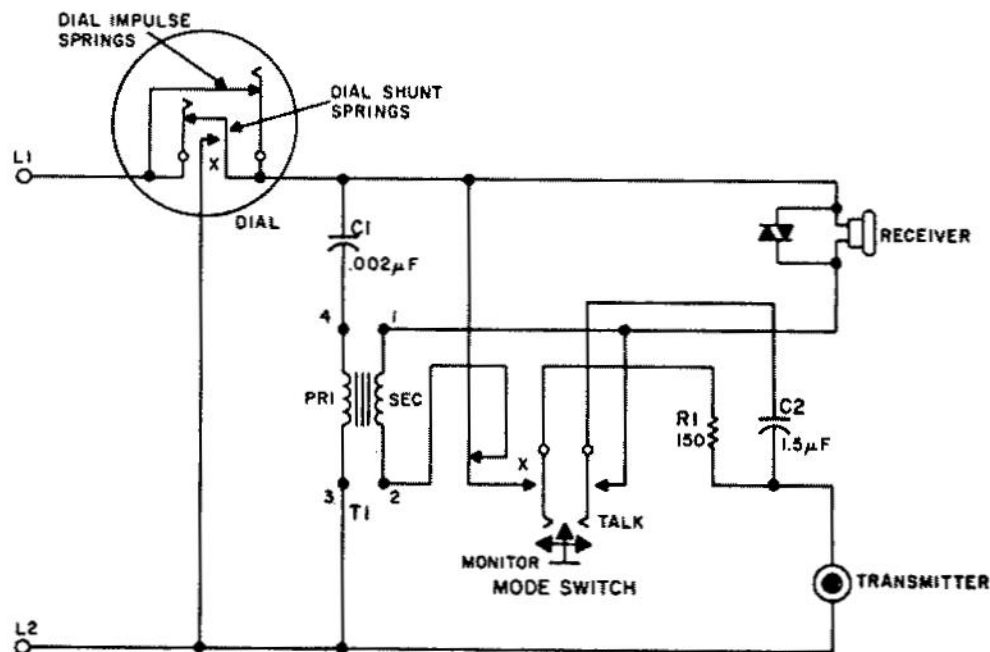 DIAL IMPULSE
SPRINGS
DIAL SHUNT
SPRINGS
L1
X
DIAL
C1
.002µF
RECEIVER
4
1
PRI
SEC
R1
150
C2
1.5µF
X
3
2
T1
TALK
MONITOR
MODE SWITCH
TRANSMITTER
L2